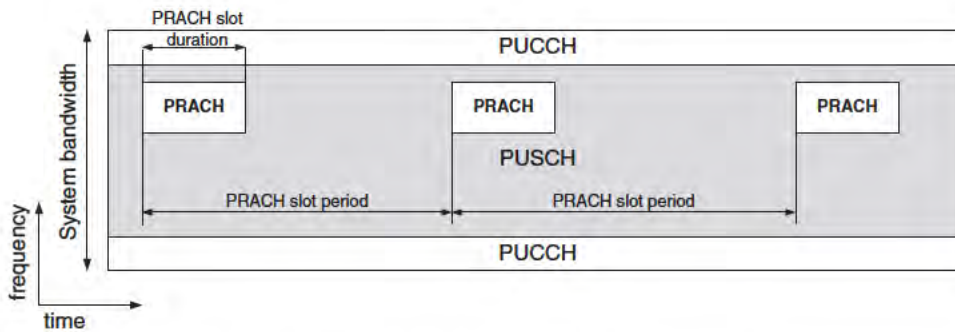 PRACH slot
duration
PUCCH
PRACH
PRACH
PRACH
PUSCH
PRACH slot period
PRACH slot period
PUCCH
System bandwidth
frequency
time